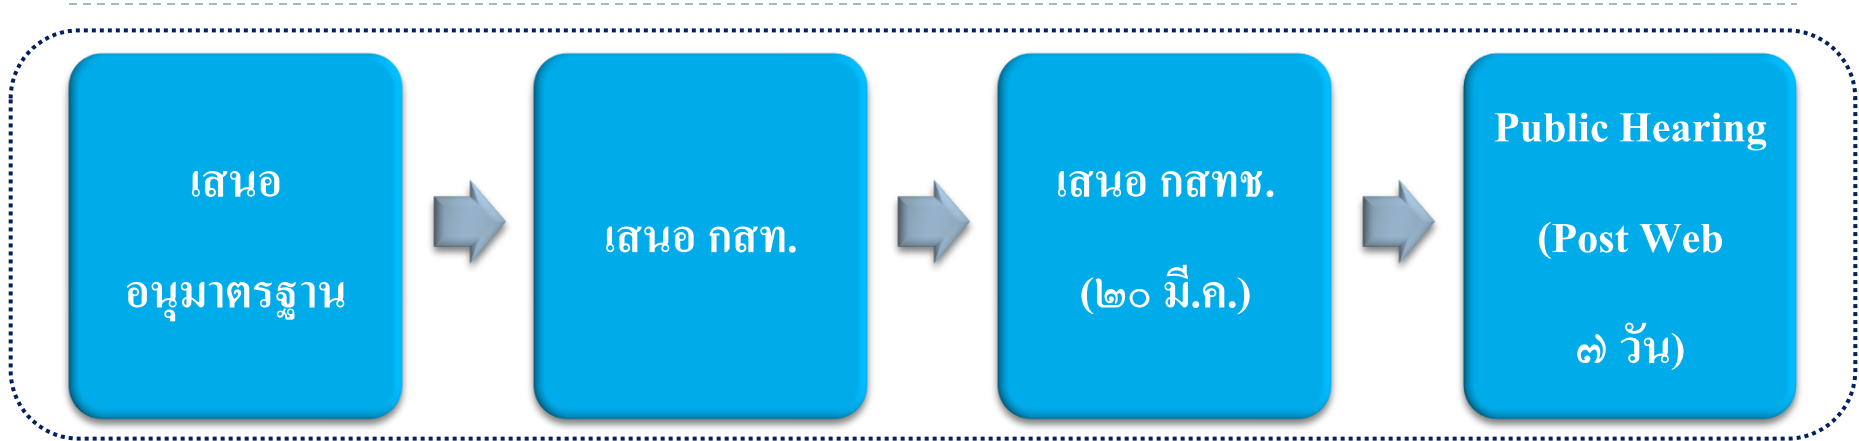 เสนอ
อนุมาตรฐาน
เสนอ กสท.
เสนอ กสทช.
(๒๐ มี.ค.)
Public Hearing
(Post Web
๗ วัน)